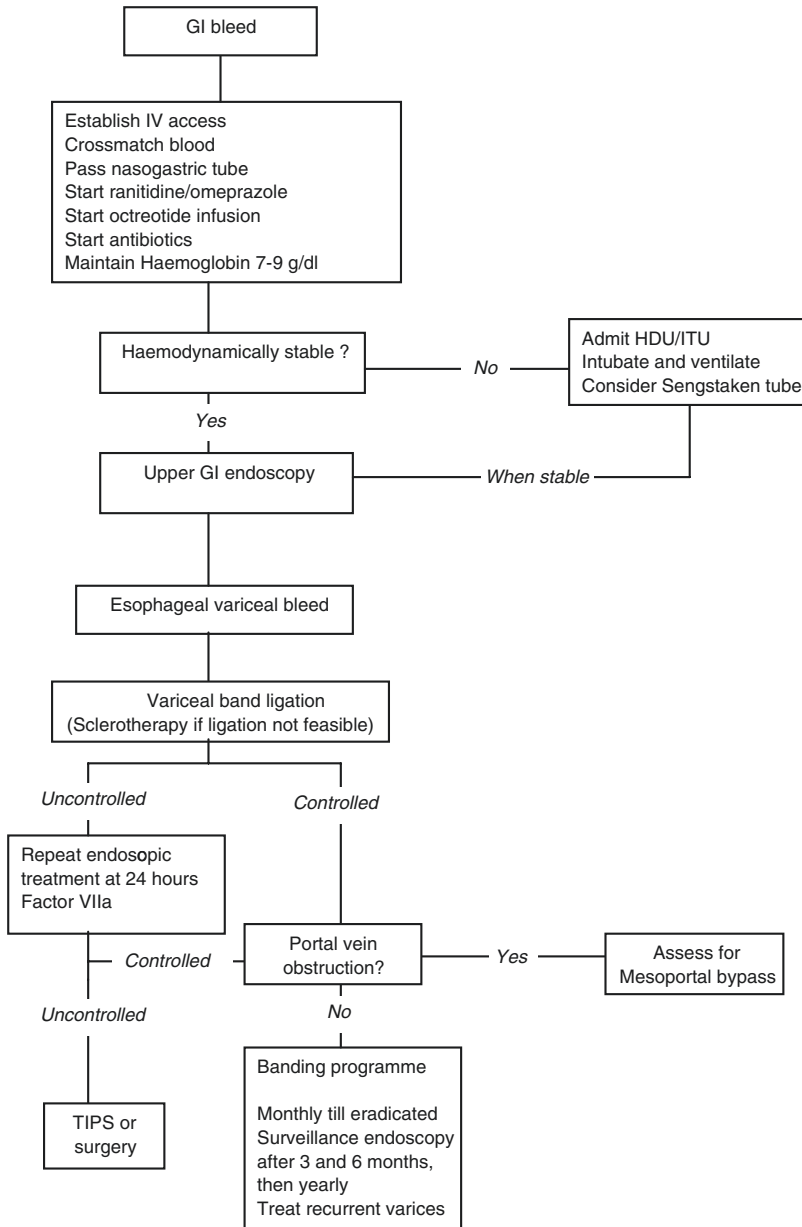 GI bleed
Establish IV access
Crossmatch blood
Pass nasogastric tube
Start ranitidine/omeprazole
Start octreotide infusion
Start antibiotics
Maintain Haemoglobin 7-9 g/dl
Haemodynamically stable ?
No
Admit HDU/ITU
Intubate and ventilate
Consider Sengstaken tube
Yes
Upper GI endoscopy
When stable
Esophageal variceal bleed
Variceal band ligation
(Sclerotherapy if ligation not feasible)
Uncontrolled
Controlled
Repeat endosopic
treatment at 24 hours
Factor VIIa
Controlled
Portal vein
obstruction?
Yes
Assess for
Mesoportal bypass
Uncontrolled
No
TIPS or
surgery
Banding programme
Monthly till eradicated
Surveillance endoscopy
after 3 and 6 months,
then yearly
Treat recurrent varices